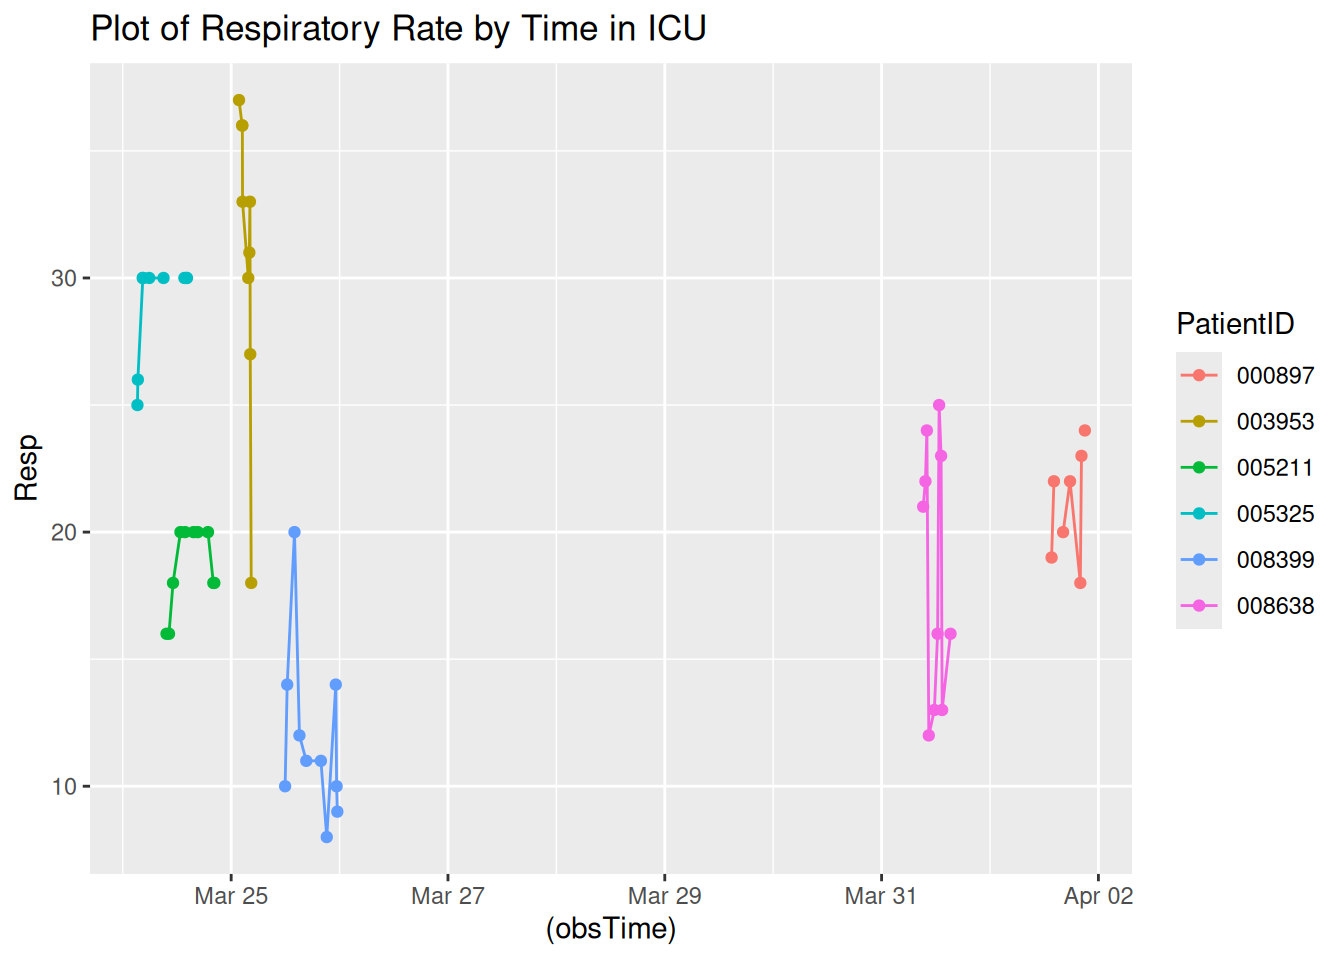 Plot of Respiratory Rate by Time in ICU
Resp
30
20
10
Mar 25 Mar 27 Mar 29 Mar 31 Apr 02
(obsTime)
PatientID
000897
003953
005211
005325
008399
008638